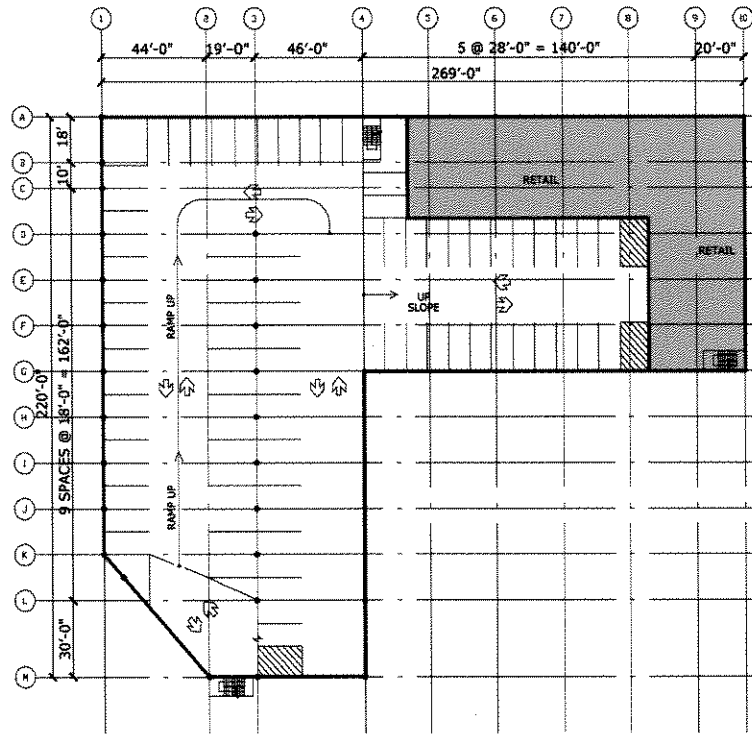 1 2 3 4 5 6 7 8 9 10
44'-0" 19'-0" 46'-0" 5 @ 28'-0" = 140'-0" 20'-0"
269'-0"
A
18'
B
10'
C
RETAIL
D
RETAIL
E
UP
SLOPE
RAMP UP
F
G
220'-0"
9 SPACES @ 18'-0" = 162'-0"
H
I
J
RAMP UP
K
L
30'-0"
M